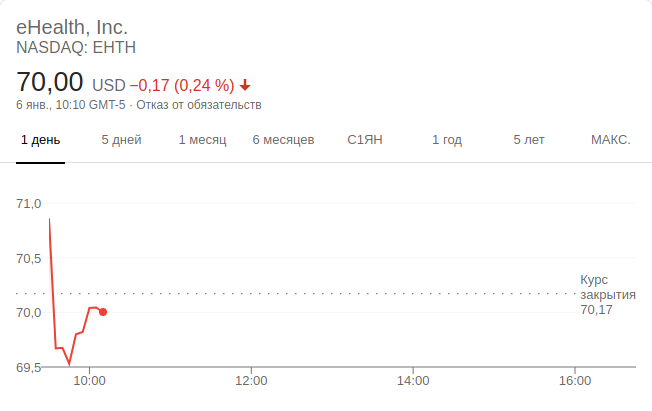 eHealth, Inc.
NASDAQ: EHTH
70,00 USD −0,17 (0,24 %)
6 янв., 10:10 GMT-5 · Отказ от обязательств
1 день 5 дней 1 месяц 6 месяцев С1ЯН 1 год 5 лет МАКС.
71,0
70,5
Курс
закрытия
70,17
70,0
69,5
10:00 12:00 14:00 16:00